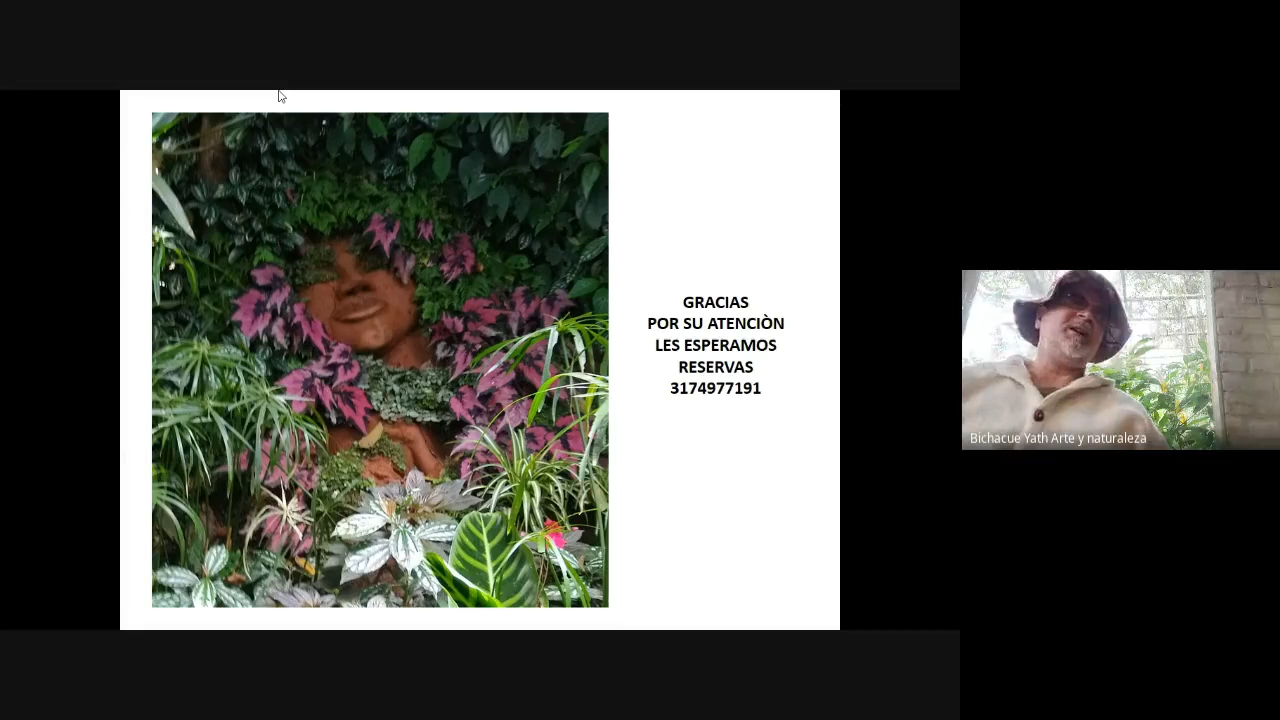 GRACIAS
POR SU ATENCIÒN
LES ESPERAMOS
RESERVAS
3174977191
Bichacue Yath Arte y naturaleza